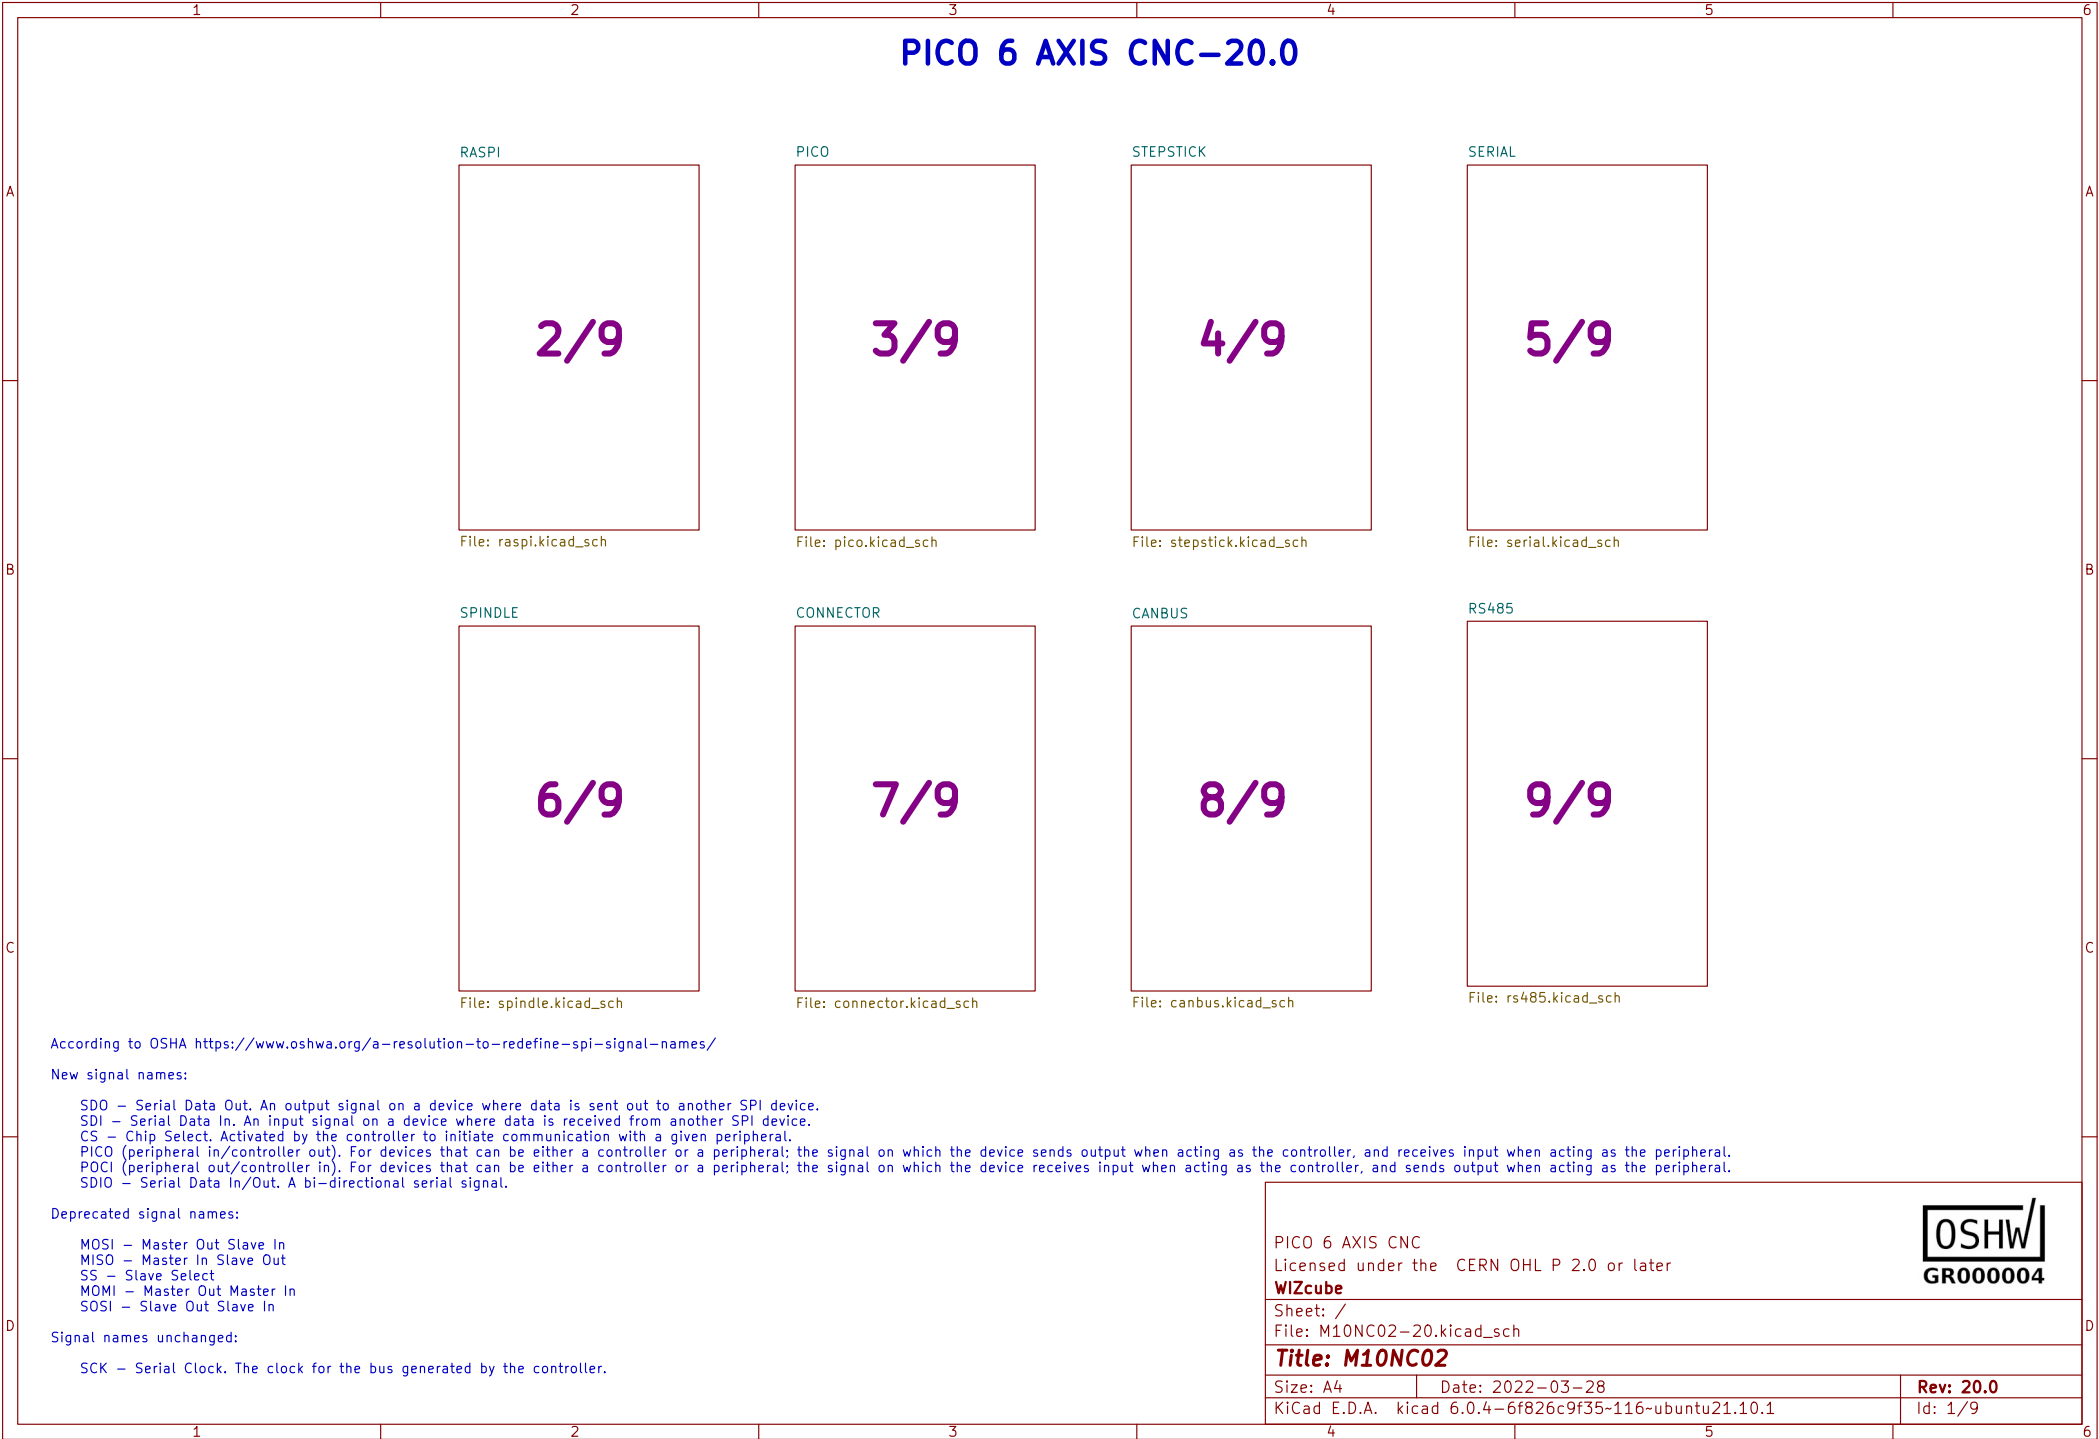 1 2 3 4 5 6
PICO 6 AXIS CNC-20.0
RASPI PICO STEPSTICK SERIAL
A A
2/9 3/9 4/9 5/9
File: raspi.kicad_sch File: pico.kicad_sch File: stepstick.kicad_sch File: serial.kicad_sch
B B
SPINDLE CONNECTOR CANBUS RS485
6/9 7/9 8/9 9/9
C C
File: spindle.kicad_sch File: connector.kicad_sch File: canbus.kicad_sch File: rs485.kicad_sch
According to OSHA https://www.oshwa.org/a-resolution-to-redefine-spi-signal-names/
New signal names:
SDO - Serial Data Out. An output signal on a device where data is sent out to another SPI device.
SDI - Serial Data In. An input signal on a device where data is received from another SPI device.
CS - Chip Select. Activated by the controller to initiate communication with a given peripheral.
PICO (peripheral in/controller out). For devices that can be either a controller or a peripheral; the signal on which the device sends output when acting as the controller, and receives input when acting as the peripheral.
POCI (peripheral out/controller in). For devices that can be either a controller or a peripheral; the signal on which the device receives input when acting as the controller, and sends output when acting as the peripheral.
SDIO - Serial Data In/Out. A bi-directional serial signal.
Deprecated signal names:
MOSI - Master Out Slave In
MISO - Master In Slave Out
SS - Slave Select
MOMI - Master Out Master In
SOSI - Slave Out Slave In
Signal names unchanged:
SCK - Serial Clock. The clock for the bus generated by the controller.
OSHW
GR000004
PICO 6 AXIS CNC
Licensed under the CERN OHL P 2.0 or later
WIZcube
Sheet: /
File: M10NC02-20.kicad_sch
D D
Title: M10NC02
Size: A4 Date: 2022-03-28 Rev: 20.0
KiCad E.D.A. kicad 6.0.4-6f826c9f35~116~ubuntu21.10.1 Id: 1/9
1 2 3 4 5 6